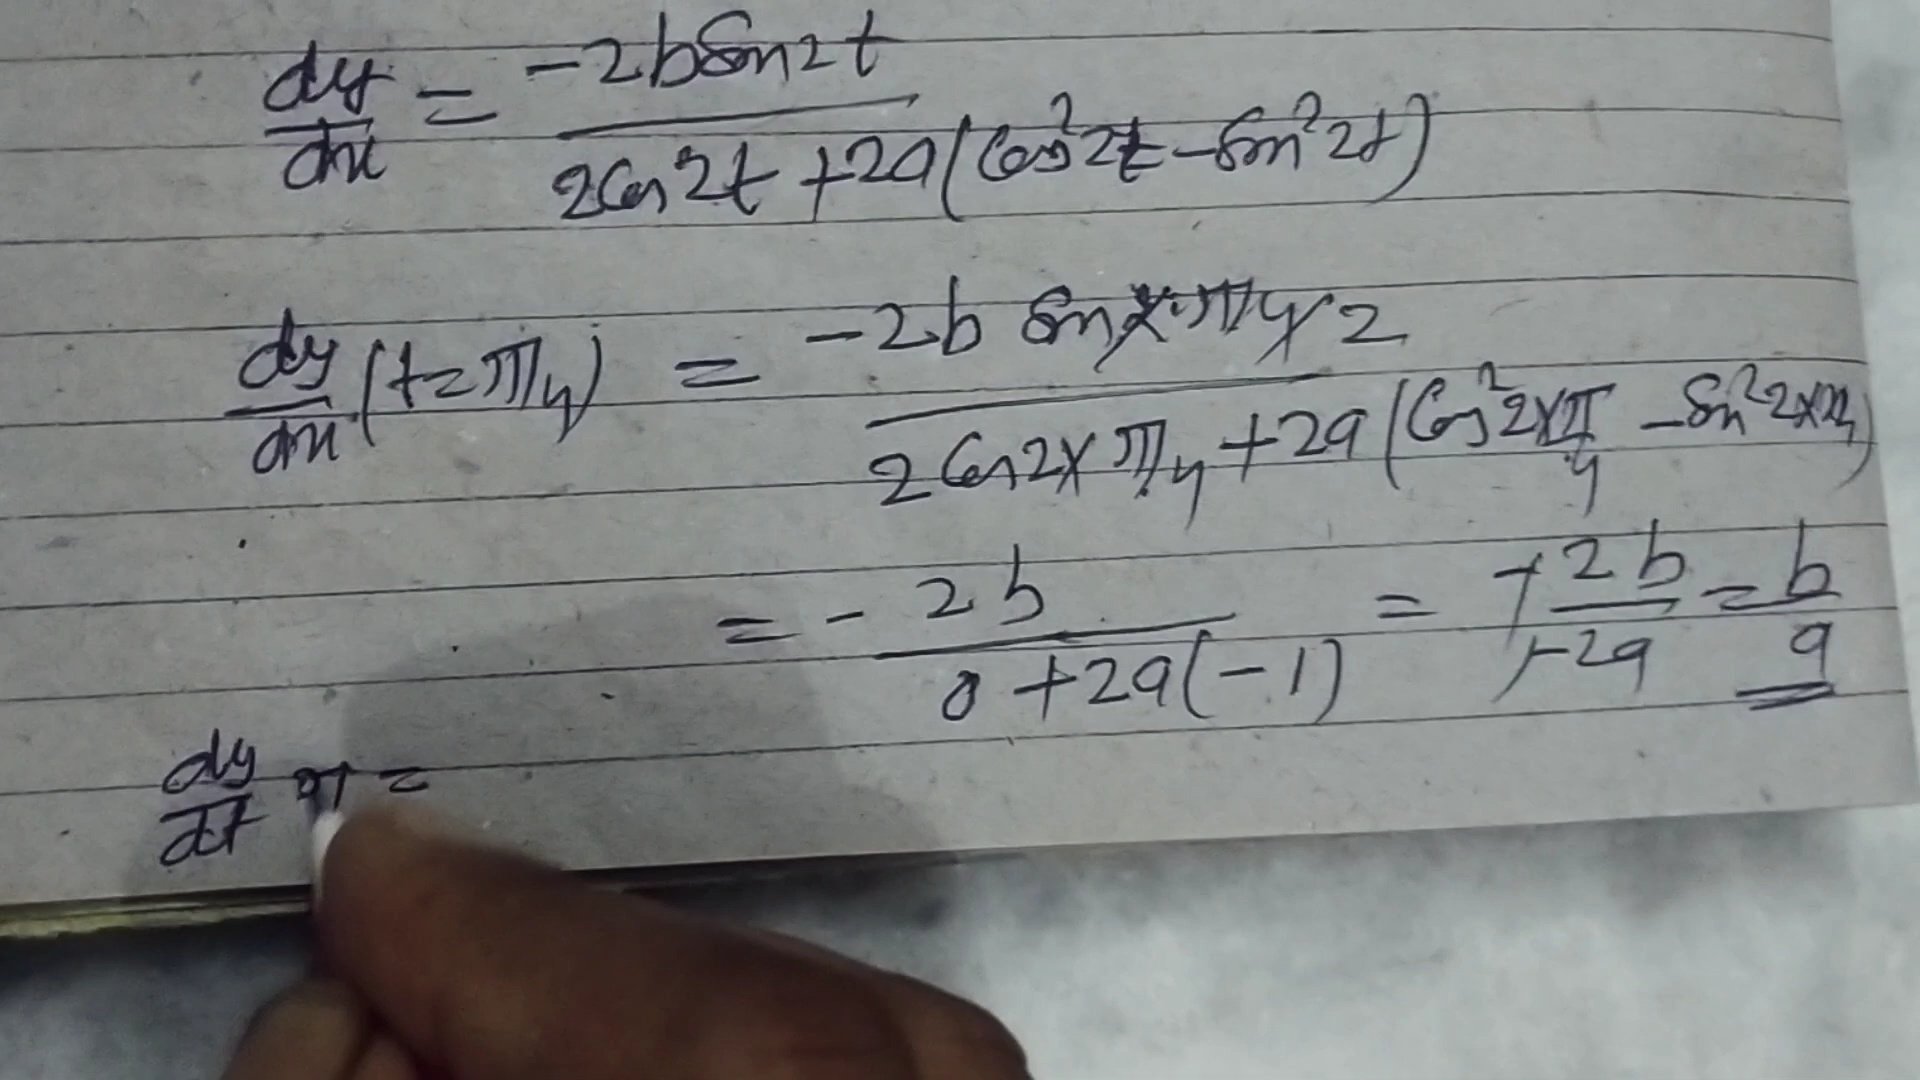 dy/dx = -2b Sin2t / 2Cos2t + 2a(Cos²2t - Sin²2t)
dy/dx (t=π/4) = -2b Sin2×π/4 2 / 2Cos2×π/4 + 2a(Cos²2×π/4 - Sin²2×π/4)
= - 2b / 0+2a(-1) = -2b / -2a = b/a
dy/dt =